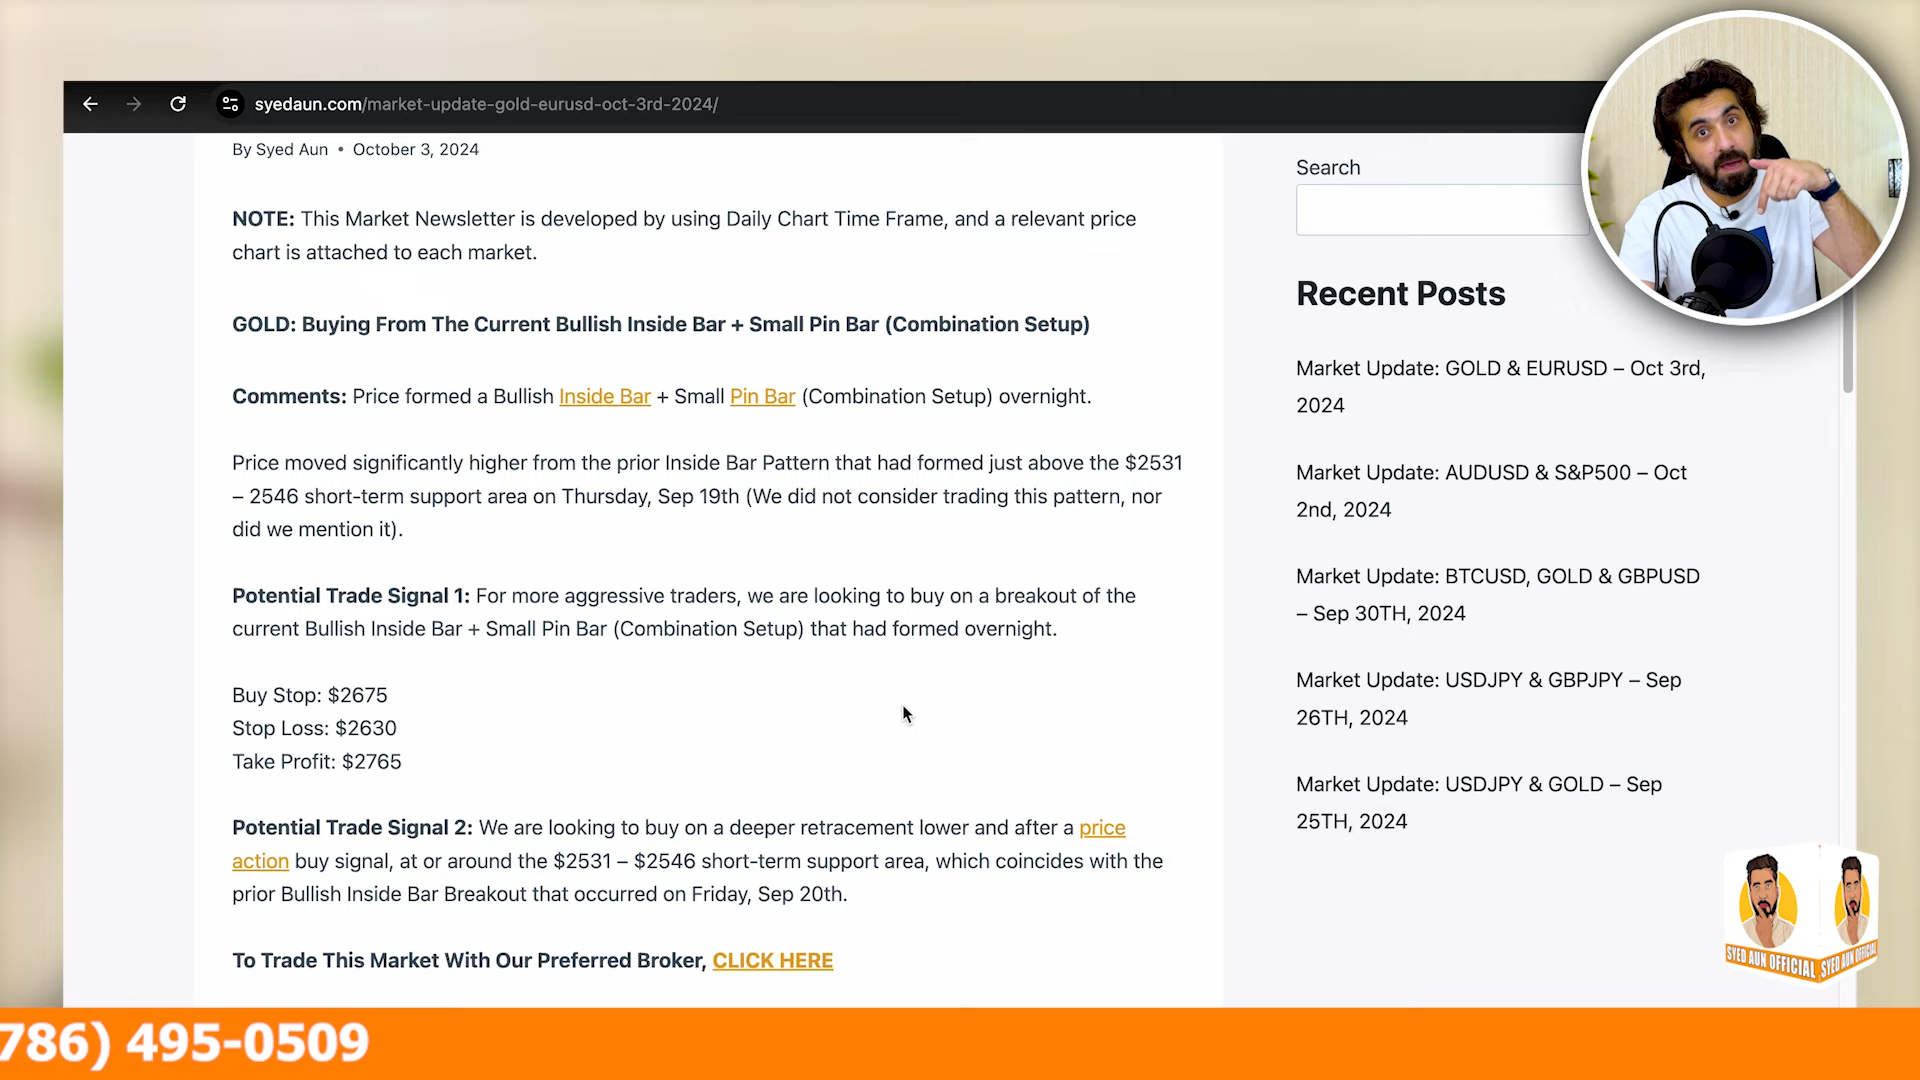 syedaun.com/market-update-gold-eurusd-oct-3rd-2024/
By Syed Aun • October 3, 2024
NOTE: This Market Newsletter is developed by using Daily Chart Time Frame, and a relevant price
chart is attached to each market.
GOLD: Buying From The Current Bullish Inside Bar + Small Pin Bar (Combination Setup)
Comments: Price formed a Bullish Inside Bar + Small Pin Bar (Combination Setup) overnight.
Price moved significantly higher from the prior Inside Bar Pattern that had formed just above the $2531
– 2546 short-term support area on Thursday, Sep 19th (We did not consider trading this pattern, nor
did we mention it).
Potential Trade Signal 1: For more aggressive traders, we are looking to buy on a breakout of the
current Bullish Inside Bar + Small Pin Bar (Combination Setup) that had formed overnight.
Buy Stop: $2675
Stop Loss: $2630
Take Profit: $2765
Potential Trade Signal 2: We are looking to buy on a deeper retracement lower and after a price
action buy signal, at or around the $2531 – $2546 short-term support area, which coincides with the
prior Bullish Inside Bar Breakout that occurred on Friday, Sep 20th.
To Trade This Market With Our Preferred Broker, CLICK HERE
Search
Recent Posts
Market Update: GOLD & EURUSD – Oct 3rd,
2024
Market Update: AUDUSD & S&P500 – Oct
2nd, 2024
Market Update: BTCUSD, GOLD & GBPUSD
– Sep 30TH, 2024
Market Update: USDJPY & GBPJPY – Sep
26TH, 2024
Market Update: USDJPY & GOLD – Sep
25TH, 2024
SYED AUN OFFICIAL
SYED AUN OFFICIAL
786) 495-0509